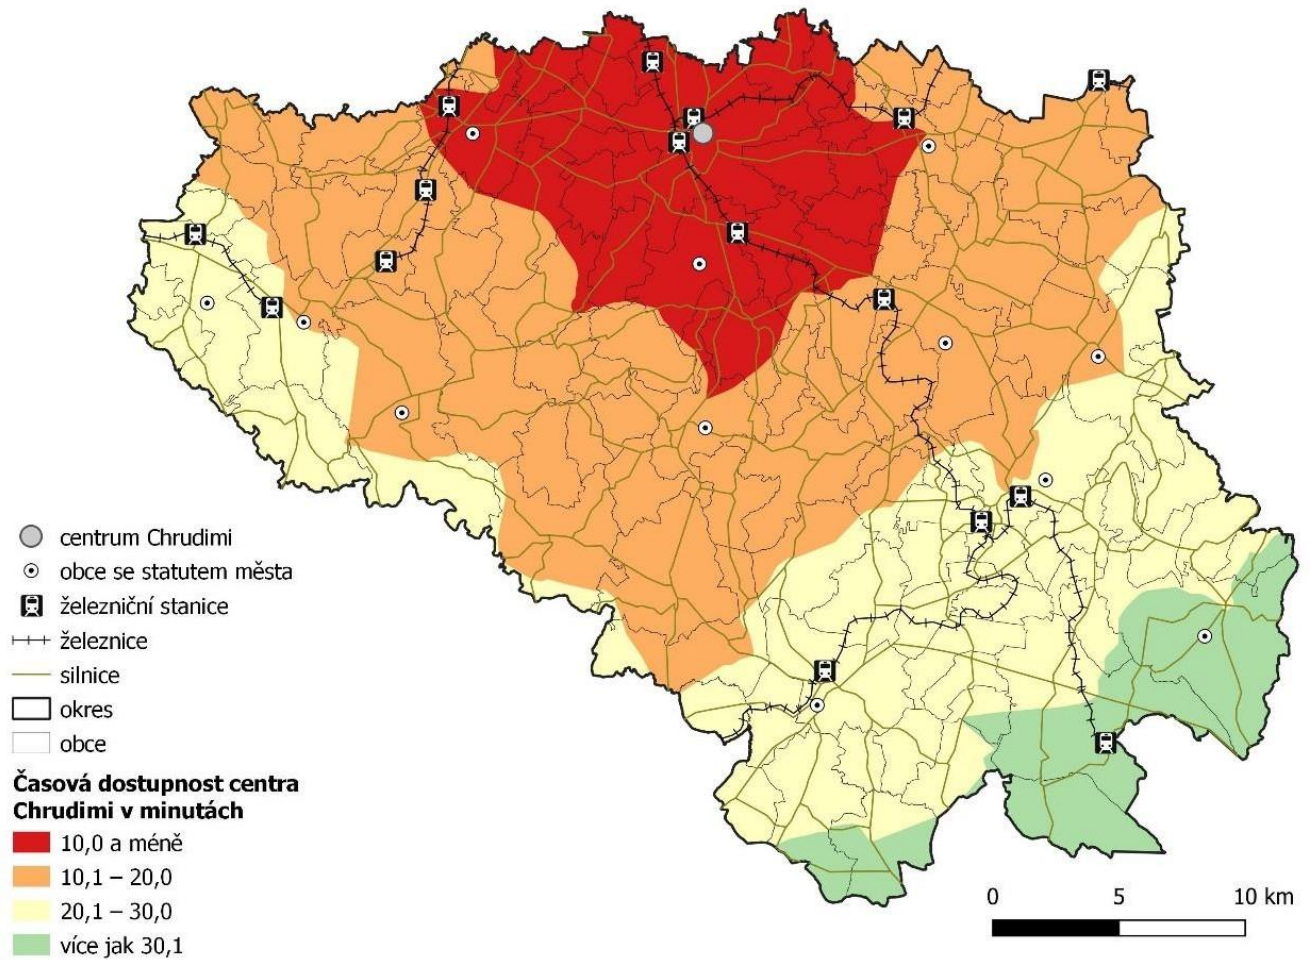 centrum Chrudimi
obce se statutem města
železniční stanice
železnice
silnice
okres
obce
Časová dostupnost centra
Chrudimi v minutách
10,0 a méně
10,1 – 20,0
20,1 – 30,0
více jak 30,1
0 5 10 km